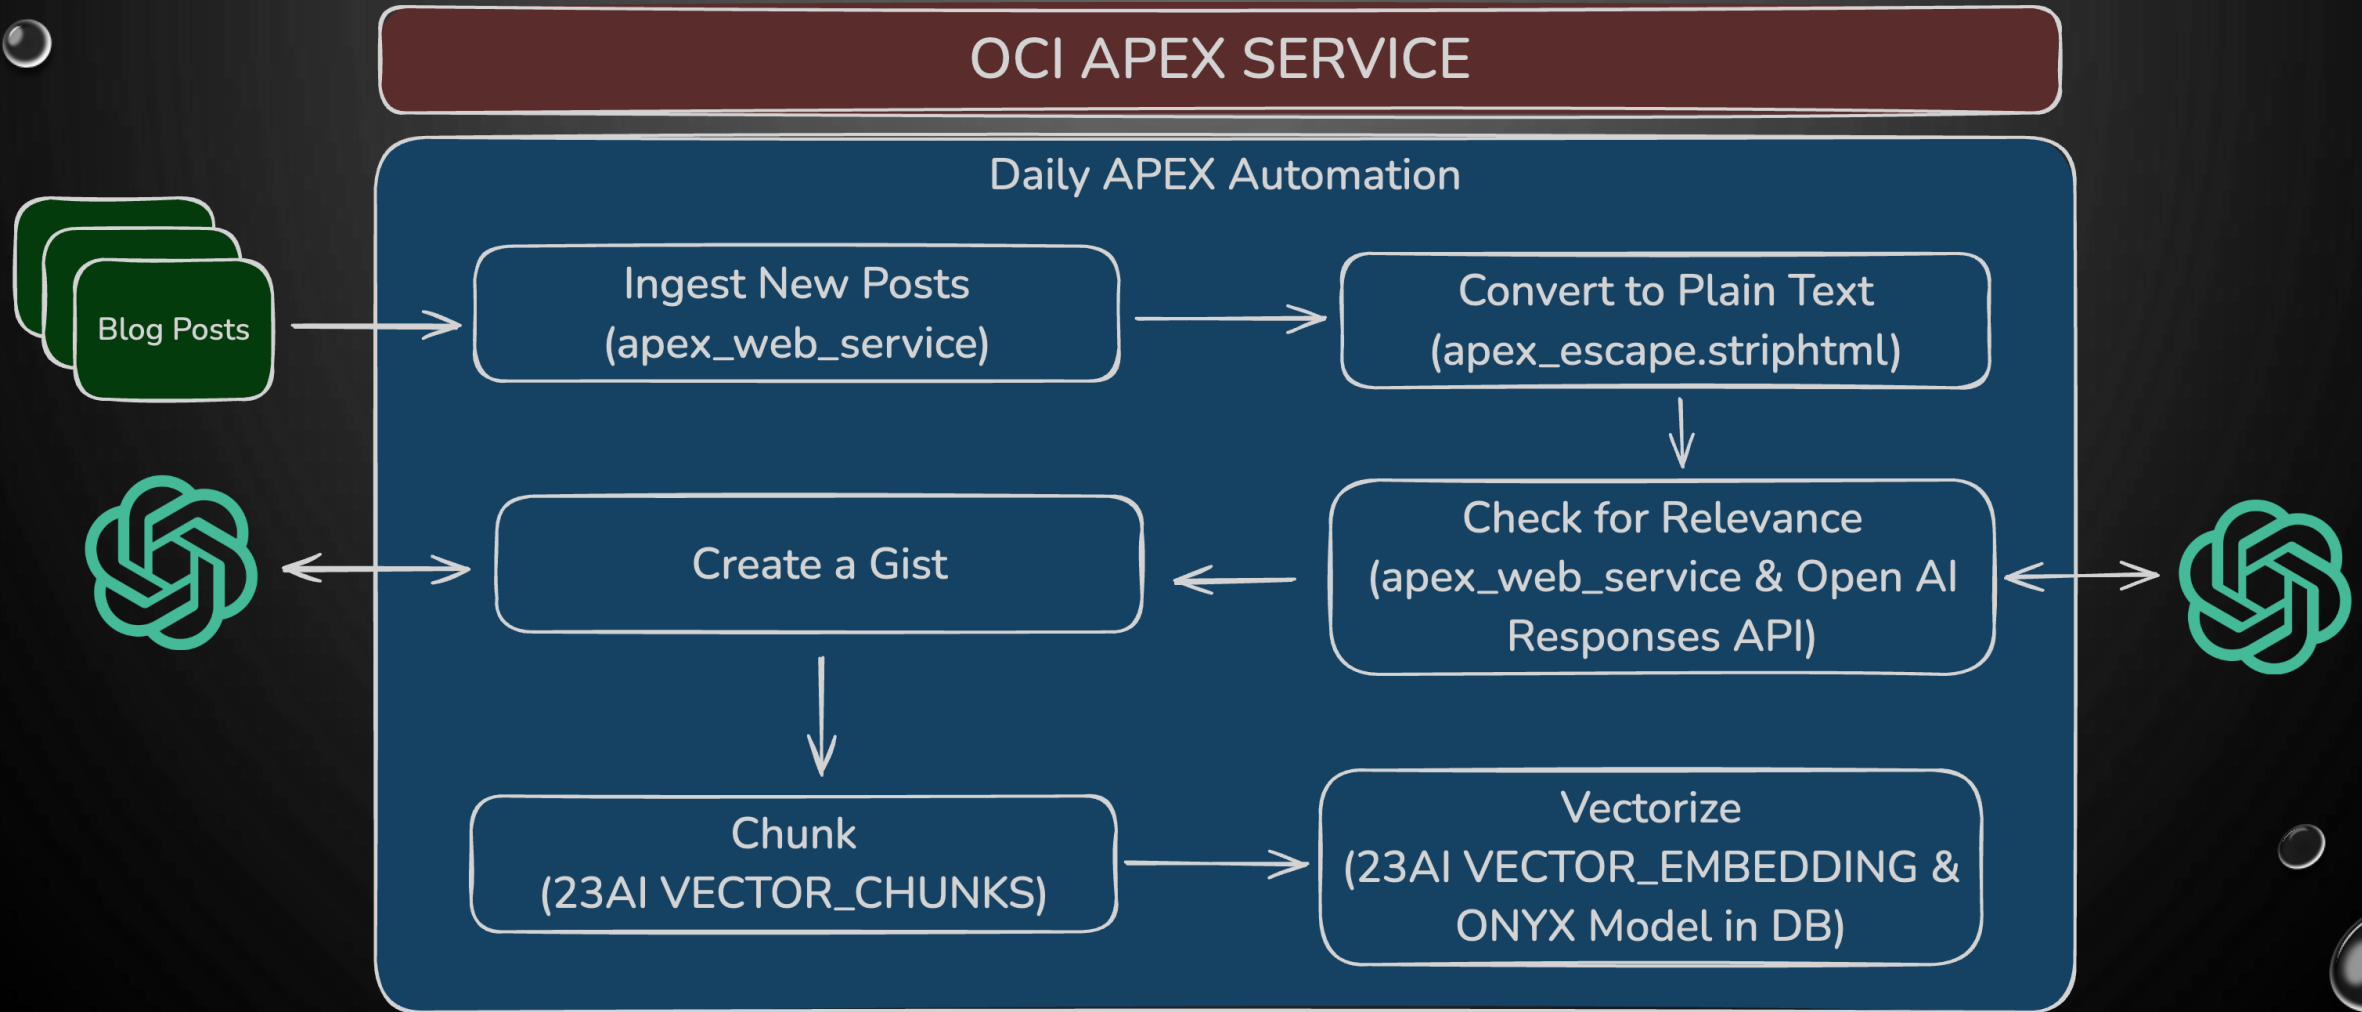 OCI APEX SERVICE
Daily APEX Automation
Blog Posts
Ingest New Posts
(apex_web_service)
Convert to Plain Text
(apex_escape.striphtml)
Check for Relevance
(apex_web_service & Open AI
Responses API)
Create a Gist
Chunk
(23AI VECTOR_CHUNKS)
Vectorize
(23AI VECTOR_EMBEDDING &
ONYX Model in DB)